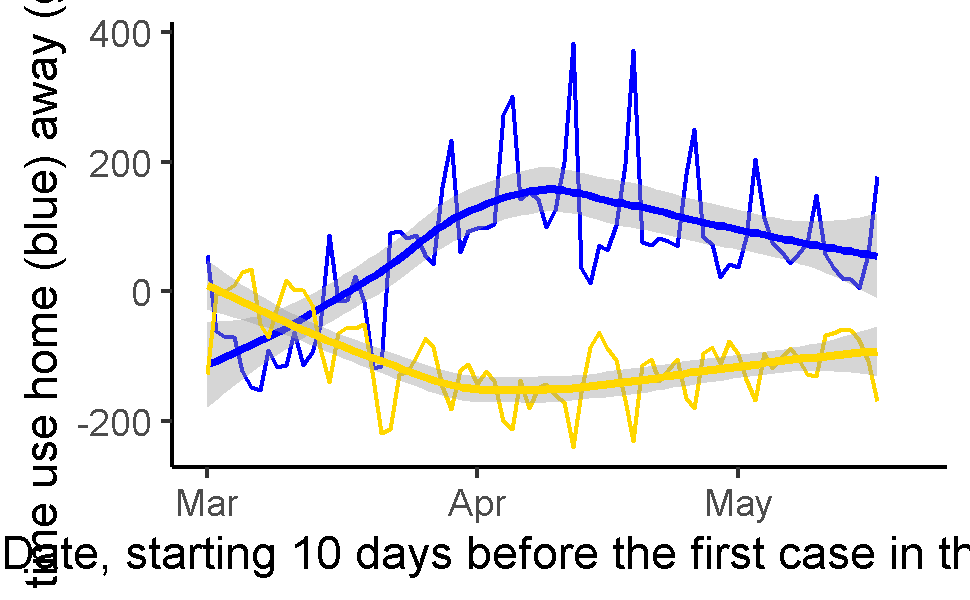 time use home (blue) away (
400
200
0
-200
Mar Apr May
Date, starting 10 days before the first case in th